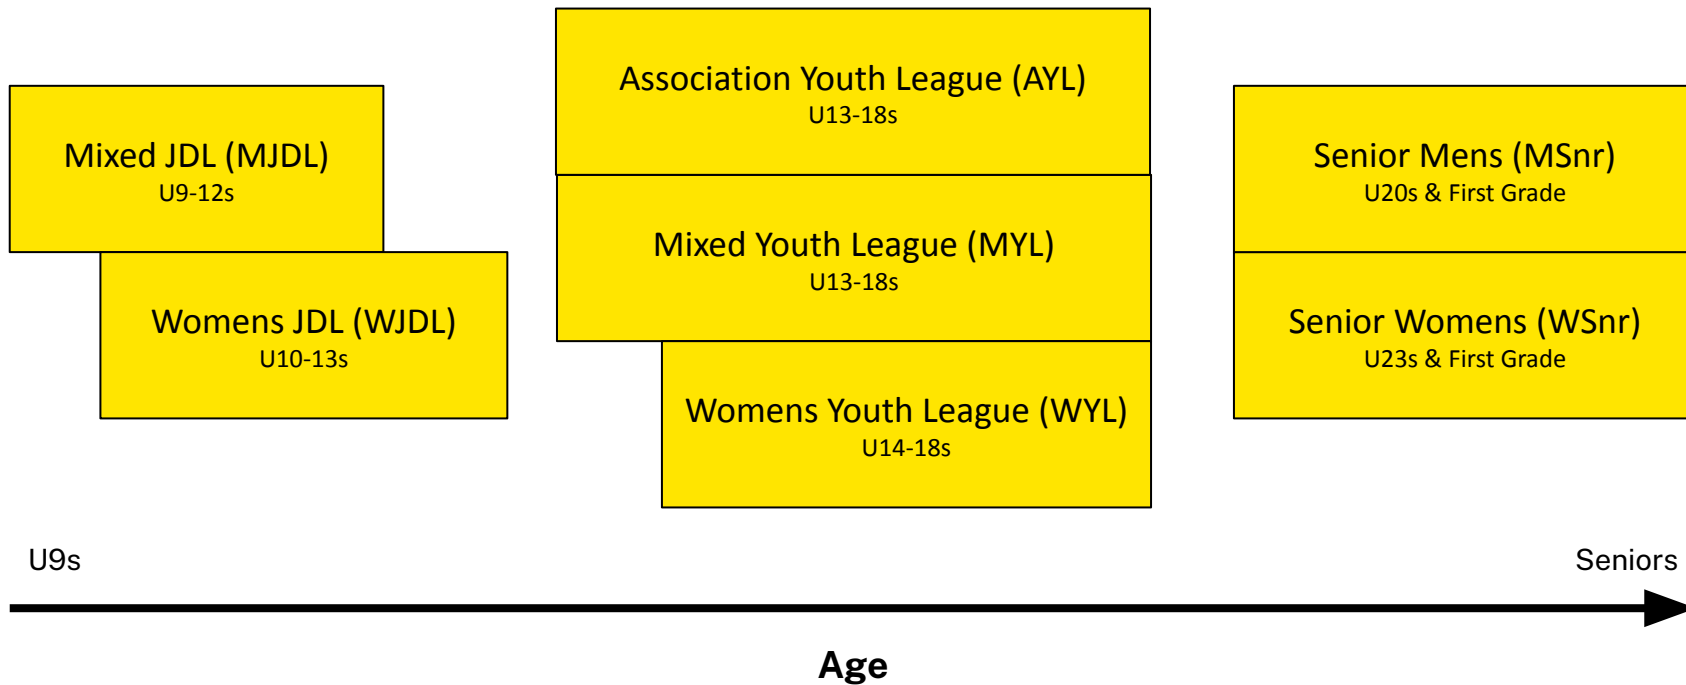 Mixed JDL (MJDL)
U9-12s
Womens JDL (WJDL)
U10-13s
Association Youth League (AYL)
U13-18s
Mixed Youth League (MYL)
U13-18s
Womens Youth League (WYL)
U14-18s
Senior Mens (MSnr)
U20s & First Grade
Senior Womens (WSnr)
U23s & First Grade
U9s
Seniors
Age